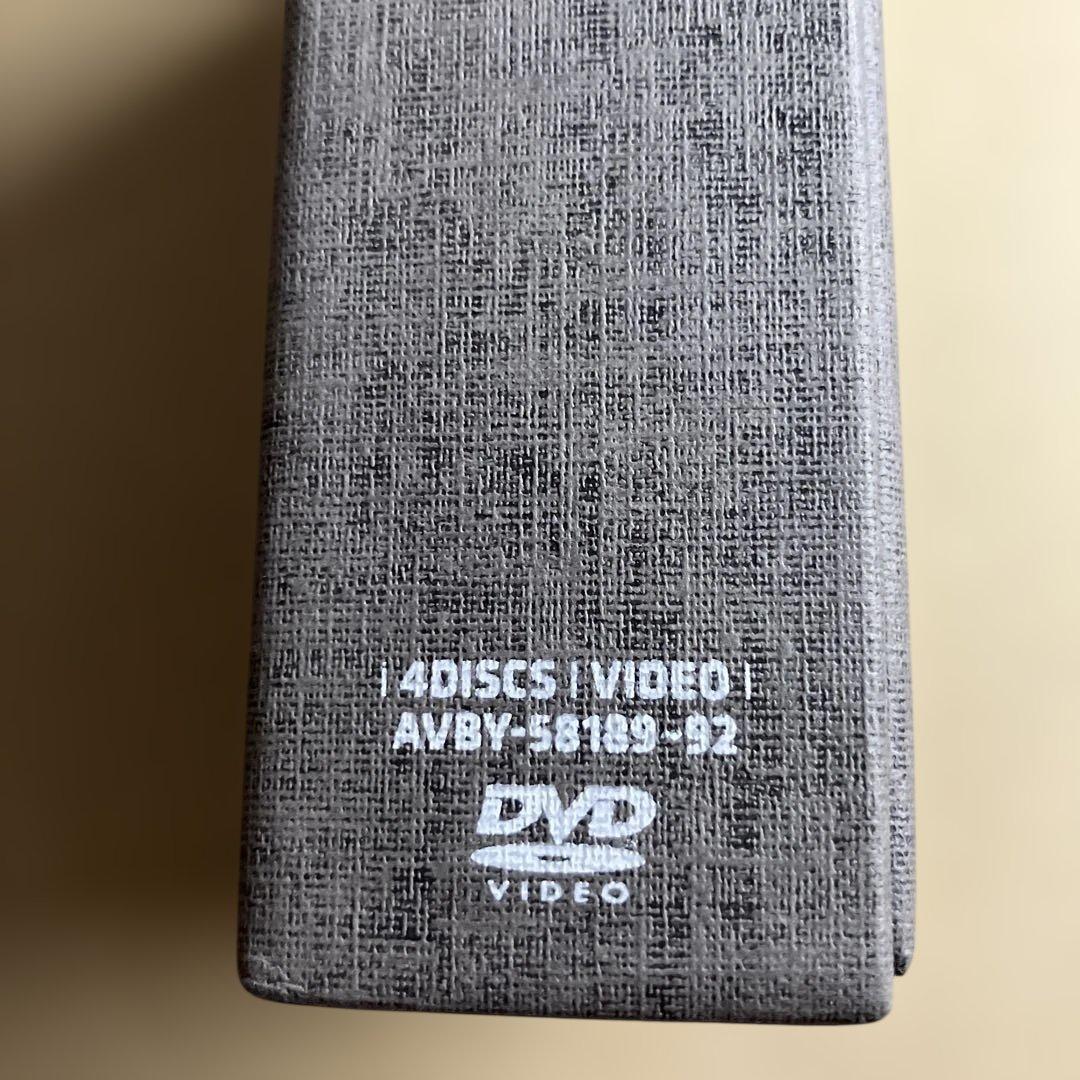 | 4DISCS | VIDEO |
AVBY-58189~92
DVD
VIDEO